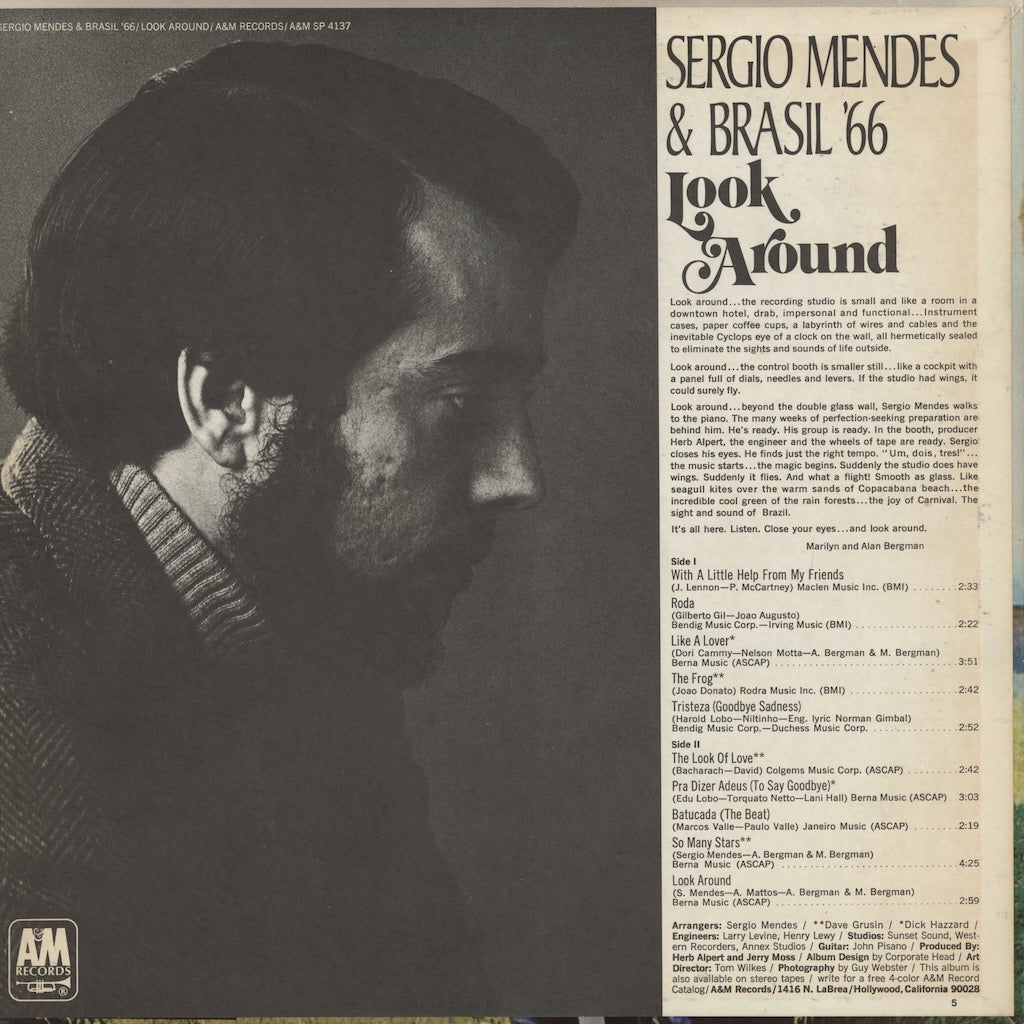 SERGIO MENDES & BRASIL '66/LOOK AROUND/A&M RECORDS/A&M SP 4137
SERGIO MENDES
& BRASIL '66
Look
Around
Look around...the recording studio is small and like a room in a
downtown hotel, drab, impersonal and functional...Instrument
cases, paper coffee cups, a labyrinth of wires and cables and the
inevitable Cyclops eye of a clock on the wall, all hermetically sealed
to eliminate the sights and sounds of life outside.
Look around...the control booth is smaller still...like a cockpit with
a panel full of dials, needles and levers. If the studio had wings, it
could surely fly.
Look around...beyond the double glass wall, Sergio Mendes walks
to the piano. The many weeks of perfection-seeking preparation are
behind him. He's ready. His group is ready. In the booth, producer
Herb Alpert, the engineer and the wheels of tape are ready. Sergio
closes his eyes. He finds just the right tempo. "Um, dois, tres!"...
the music starts...the magic begins. Suddenly the studio does have
wings. Suddenly it flies. And what a flight! Smooth as glass. Like
seagull kites over the warm sands of Copacabana beach...the
incredible cool green of the rain forests...the joy of Carnival. The
sight and sound of Brazil.
It's all here. Listen. Close your eyes...and look around.
Marilyn and Alan Bergman
Side I
With A Little Help From My Friends
(J. Lennon—P. McCartney) Maclen Music Inc. (BMI) ........2:33
Roda
(Gilberto Gil—Joao Augusto)
Bendig Music Corp.—Irving Music (BMI) ..................2:22
Like A Lover*
(Dori Cammy—Nelson Motta—A. Bergman & M. Bergman)
Berna Music (ASCAP) ................................3:51
The Frog**
(Joao Donato) Rodra Music Inc. (BMI) ...................2:42
Tristeza (Goodbye Sadness)
(Harold Lobo—Niltinho—Eng. lyric Norman Gimbal)
Bendig Music Corp.—Duchess Music Corp. ...............2:52
Side II
The Look Of Love**
(Bacharach—David) Colgems Music Corp. (ASCAP) .........2:42
Pra Dizer Adeus (To Say Goodbye)*
(Edu Lobo—Torquato Netto—Lani Hall) Berna Music (ASCAP)..3:03
Batucada (The Beat)
(Marcos Valle—Paulo Valle) Janeiro Music (ASCAP) ........2:19
So Many Stars**
(Sergio Mendes—A. Bergman & M. Bergman)
Berna Music (ASCAP) ................................4:25
Look Around
(S. Mendes—A. Mattos—A. Bergman & M. Bergman)
Berna Music (ASCAP) ................................2:59
Arrangers: Sergio Mendes / **Dave Grusin / *Dick Hazzard /
Engineers: Larry Levine, Henry Lewy / Studios: Sunset Sound, West-
ern Recorders, Annex Studios / Guitar: John Pisano / Produced By:
Herb Alpert and Jerry Moss / Album Design by Corporate Head / Art
Director: Tom Wilkes / Photography by Guy Webster / This album is
also available on stereo tapes / write for a free 4-color A&M Record
Catalog/A&M Records/1416 N. LaBrea/Hollywood, California 90028
5
A&M
RECORDS
®